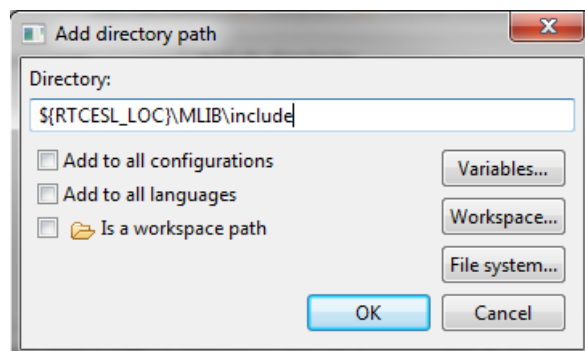 Add directory path
Directory:
${RTCESL_LOC}\MLIB\include
Add to all configurations
Variables...
Add to all languages
Workspace...
Is a workspace path
File system...
OK
Cancel